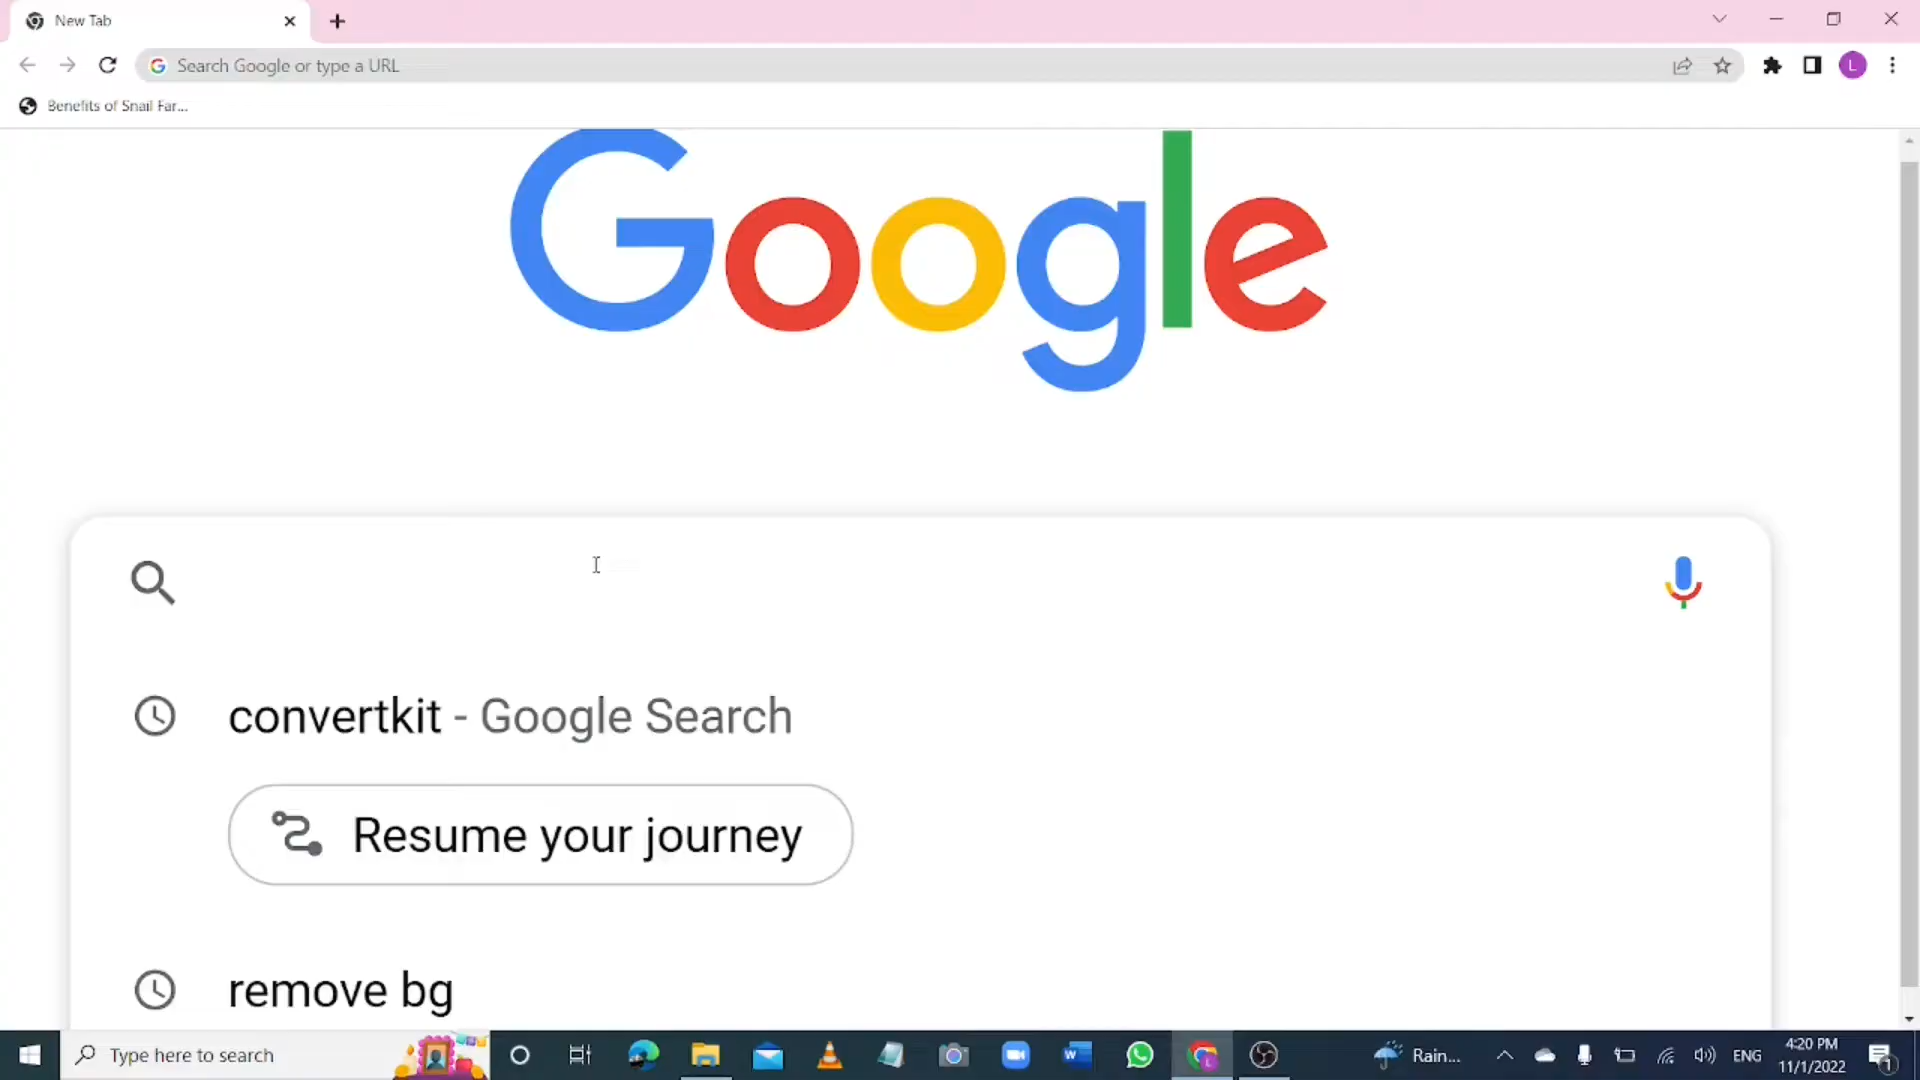 New Tab
Search Google or type a URL
L
Benefits of Snail Far...
Google
convertkit - Google Search
Resume your journey
remove bg
Type here to search
Rain...
ENG
4:20 PM
11/1/2022
1